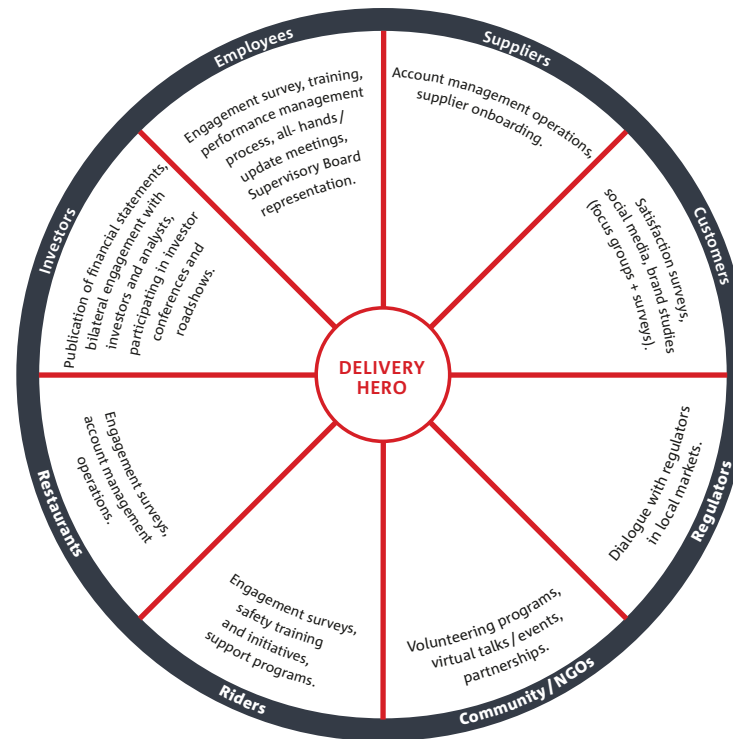 Employees
Engagement survey, training,
performance management
process, all- hands/
update meetings,
Supervisory Board
representation.
Suppliers
Account management operations,
supplier onboarding.
Customers
Satisfaction surveys,
social media, brand studies
(focus groups + surveys).
Regulators
Dialogue with regulators
in local markets.
Community/NGOs
Volunteering programs,
virtual talks/events,
partnerships.
Riders
Engagement surveys,
safety training
and initiatives,
support programs.
Restaurants
Engagement surveys,
account management
operations.
Investors
Publication of financial statements,
bilateral engagement with
investors and analysts,
participating in investor
conferences and
roadshows.
DELIVERY
HERO